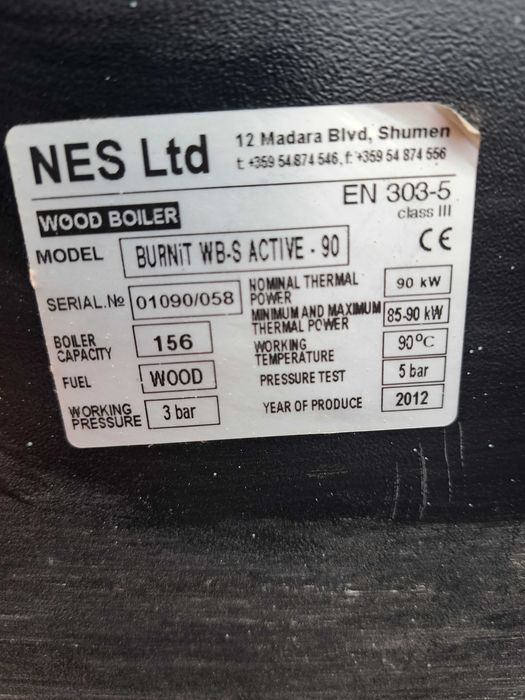 NES Ltd
12 Madara Blvd, Shumen
t: +359 54 874 546, f: +359 54 874 556
EN 303-5
class III
CE
WOOD BOILER
MODEL BURNiT WB-S ACTIVE - 90
SERIAL.№ 01090/058
BOILER
CAPACITY 156
FUEL WOOD
WORKING
PRESSURE 3 bar
NOMINAL THERMAL
POWER 90 kW
MINIMUM AND MAXIMUM
THERMAL POWER 85-90 kW
WORKING
TEMPERATURE 90°C
PRESSURE TEST 5 bar
YEAR OF PRODUCE 2012